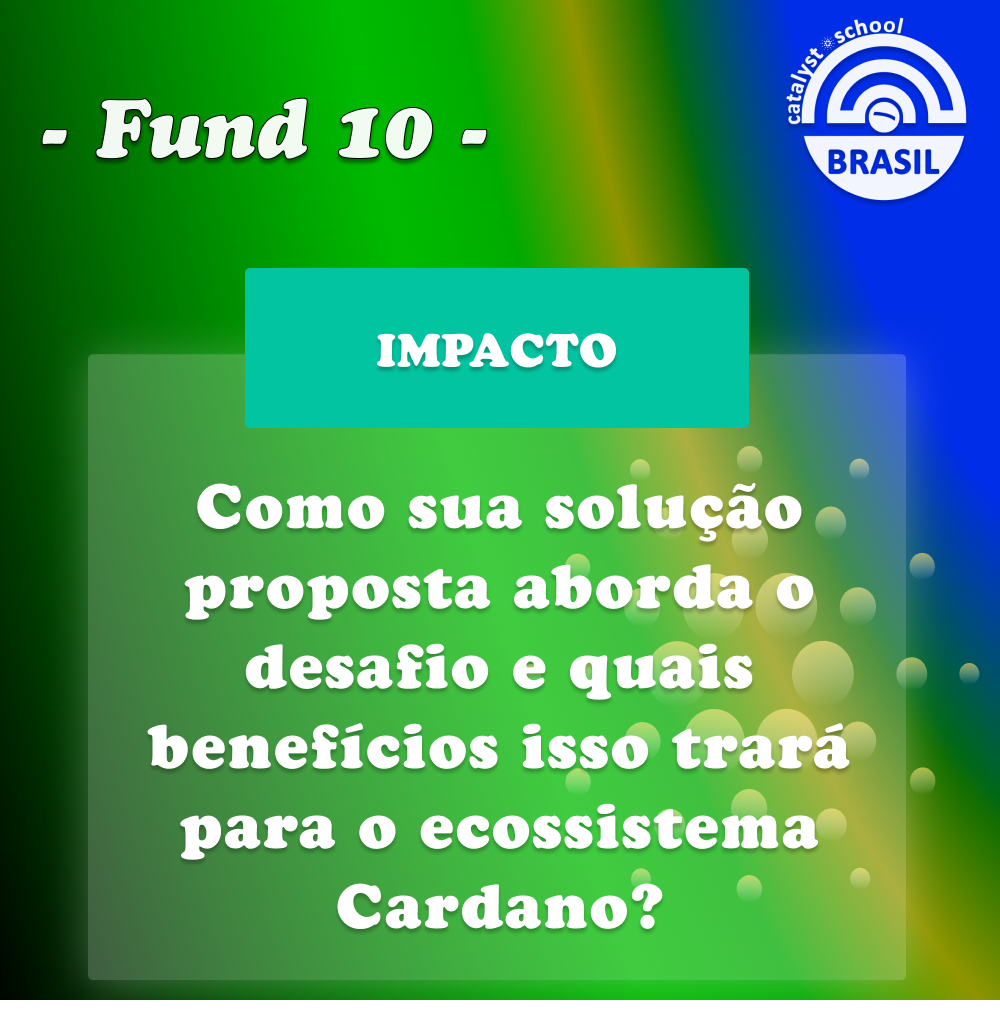 catalyst school
BRASIL
- Fund 10 -
IMPACTO
Como sua solução
proposta aborda o
desafio e quais
benefícios isso trará
para o ecossistema
Cardano?